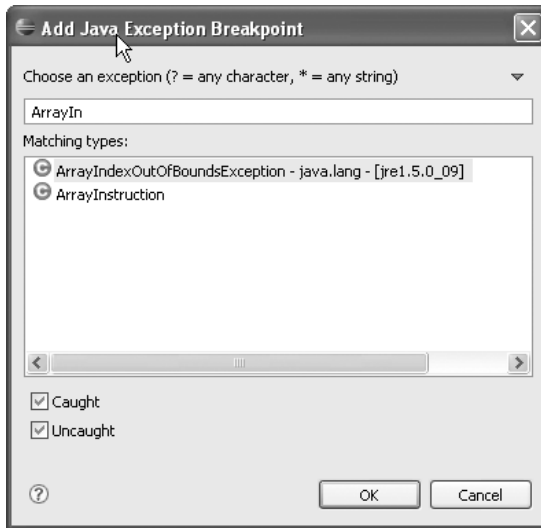 Add Java Exception Breakpoint
Choose an exception (? = any character, * = any string)
ArrayIn
Matching types:
ArrayIndexOutOfBoundsException - java.lang - [jre1.5.0_09]
ArrayInstruction
Caught
Uncaught
OK Cancel